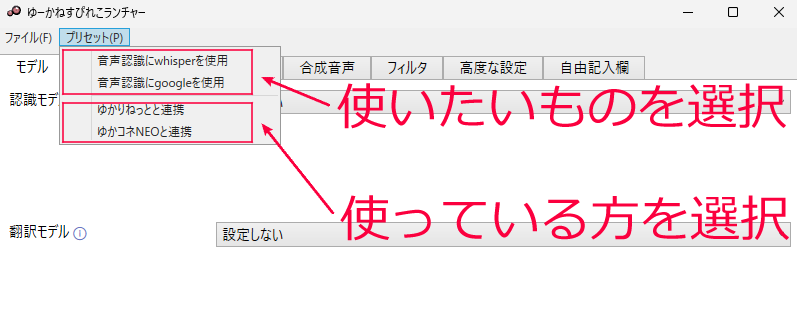 ゆーかねすぴれこランチャー
ファイル(F) プリセット(P)
音声認識にwhisperを使用
音声認識にgoogleを使用
ゆかりねっとと連携
ゆかコネNEOと連携
モデル 合成音声 フィルタ 高度な設定 自由記入欄
認識モデ い
使いたいものを選択
使っている方を選択
翻訳モデル
設定しない